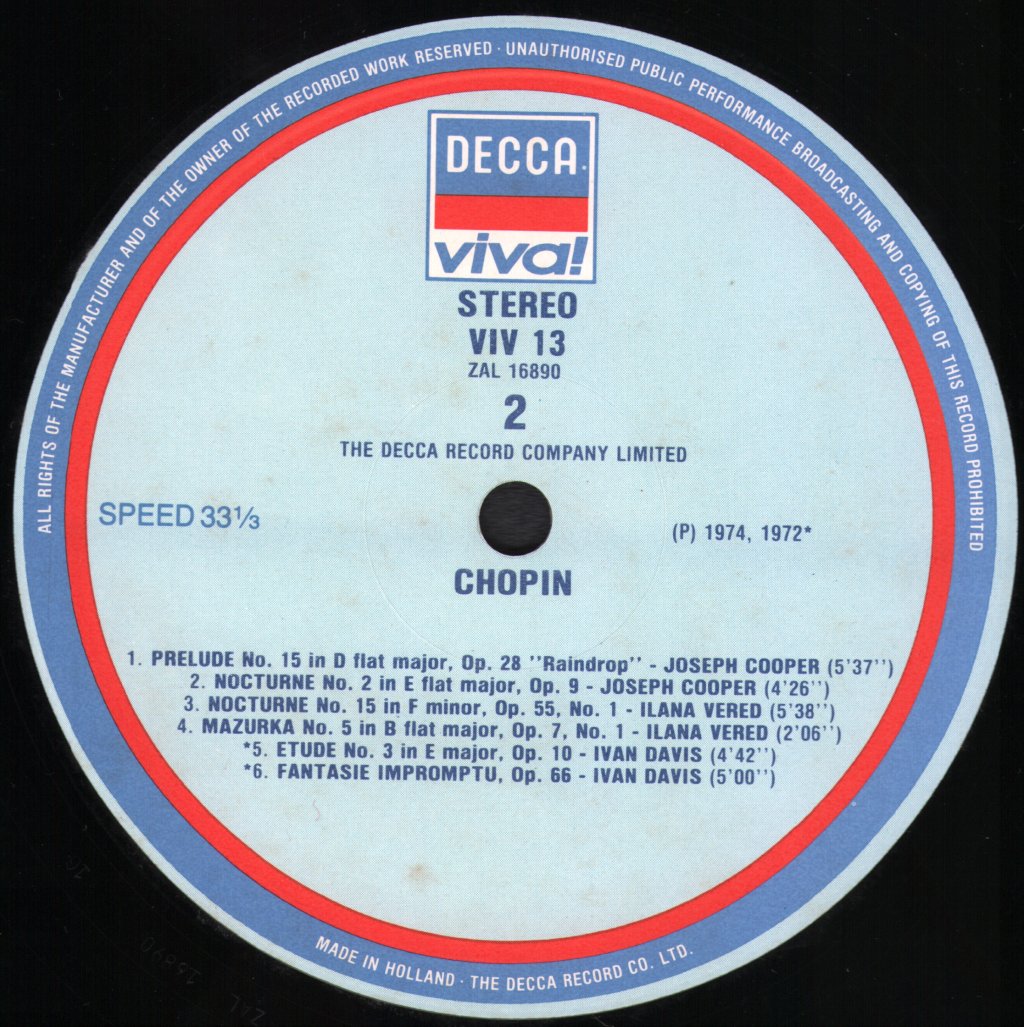 ALL RIGHTS OF THE MANUFACTURER AND OF THE OWNER OF THE RECORDED WORK RESERVED · UNAUTHORISED PUBLIC PERFORMANCE BROADCASTING AND COPYING OF THIS RECORD PROHIBITED
DECCA
viva!
STEREO
VIV 13
ZAL 16890
2
THE DECCA RECORD COMPANY LIMITED
SPEED 33⅓
(P) 1974, 1972*
CHOPIN
1. PRELUDE No. 15 in D flat major, Op. 28 ''Raindrop'' - JOSEPH COOPER (5'37'')
2. NOCTURNE No. 2 in E flat major, Op. 9 - JOSEPH COOPER (4'26'')
3. NOCTURNE No. 15 in F minor, Op. 55, No. 1 - ILANA VERED (5'38'')
4. MAZURKA No. 5 in B flat major, Op. 7, No. 1 - ILANA VERED (2'06'')
*5. ETUDE No. 3 in E major, Op. 10 - IVAN DAVIS (4'42'')
*6. FANTASIE IMPROMPTU, Op. 66 - IVAN DAVIS (5'00'')
MADE IN HOLLAND · THE DECCA RECORD CO. LTD.
ZAL 16890